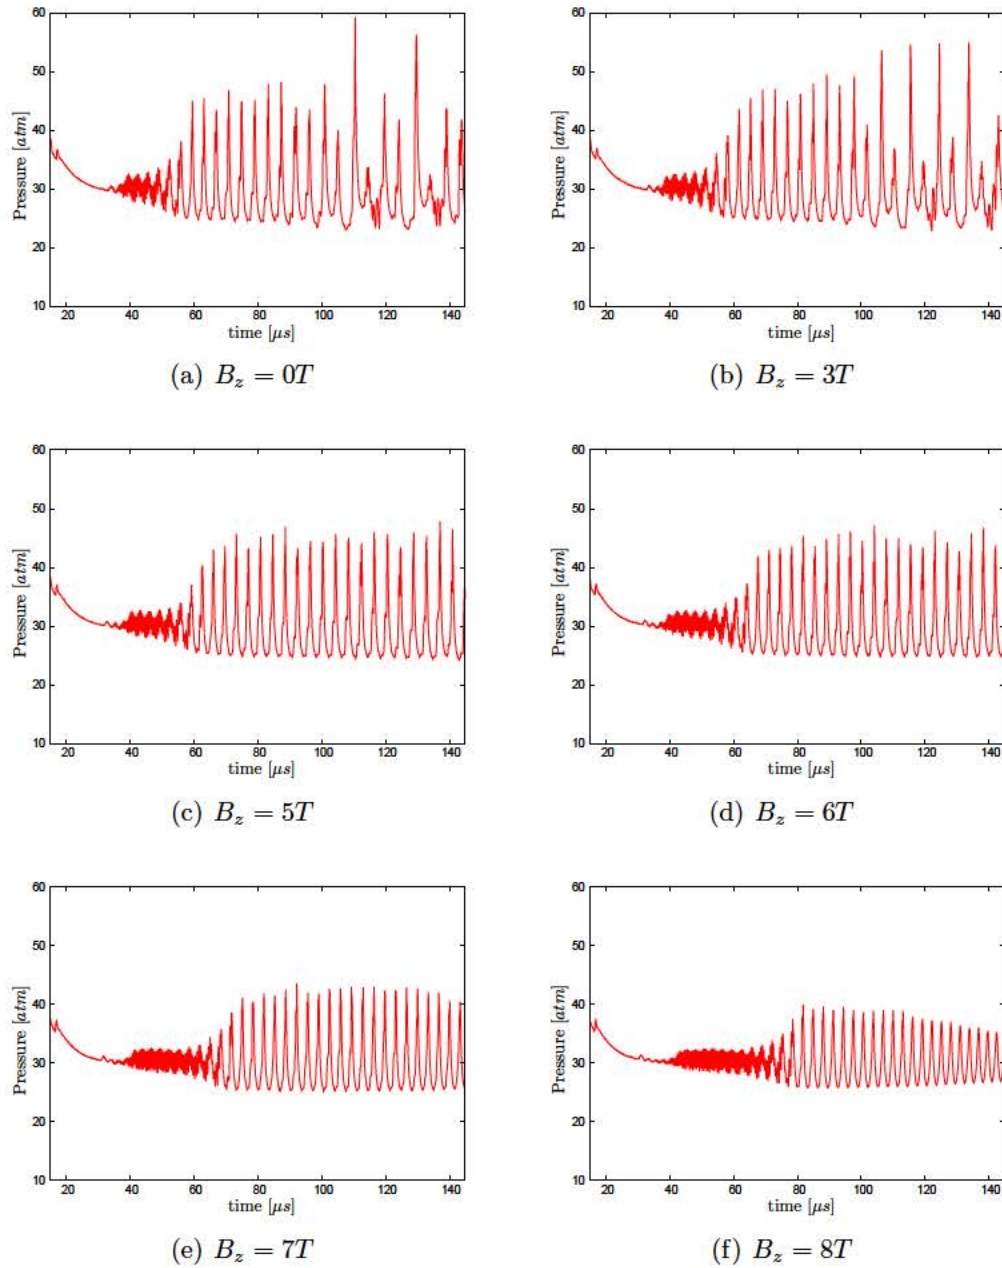 60
50
40
30
20
10
Pressure [atm]
20 40 60 80 100 120 140
time [μs]
(a) B_z = 0T
60
50
40
30
20
10
Pressure [atm]
20 40 60 80 100 120 140
time [μs]
(b) B_z = 3T
60
50
40
30
20
10
Pressure [atm]
20 40 60 80 100 120 140
time [μs]
(c) B_z = 5T
60
50
40
30
20
10
Pressure [atm]
20 40 60 80 100 120 140
time [μs]
(d) B_z = 6T
60
50
40
30
20
10
Pressure [atm]
20 40 60 80 100 120 140
time [μs]
(e) B_z = 7T
60
50
40
30
20
10
Pressure [atm]
20 40 60 80 100 120 140
time [μs]
(f) B_z = 8T